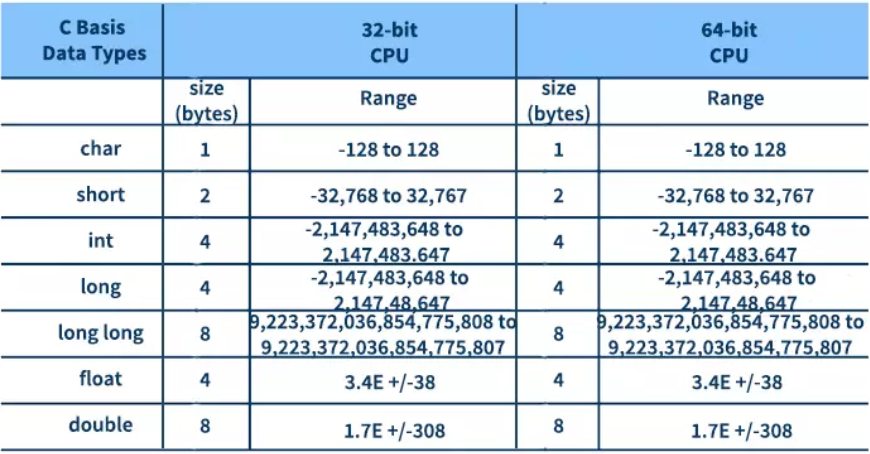 C Basis
Data Types
32-bit
CPU
64-bit
CPU
size
(bytes)
Range
size
(bytes)
Range
char
1
-128 to 128
1
-128 to 128
short
2
-32,768 to 32,767
2
-32,768 to 32,767
int
4
-2,147,483,648 to
2,147,483.647
4
-2,147,483,648 to
2,147,483.647
long
4
-2,147,483,648 to
2,147,48,647
4
-2,147,483,648 to
2,147,48,647
long long
8
9,223,372,036,854,775,808 to
9,223,372,036,854,775,807
8
9,223,372,036,854,775,808 to
9,223,372,036,854,775,807
float
4
3.4E +/-38
4
3.4E +/-38
double
8
1.7E +/-308
8
1.7E +/-308